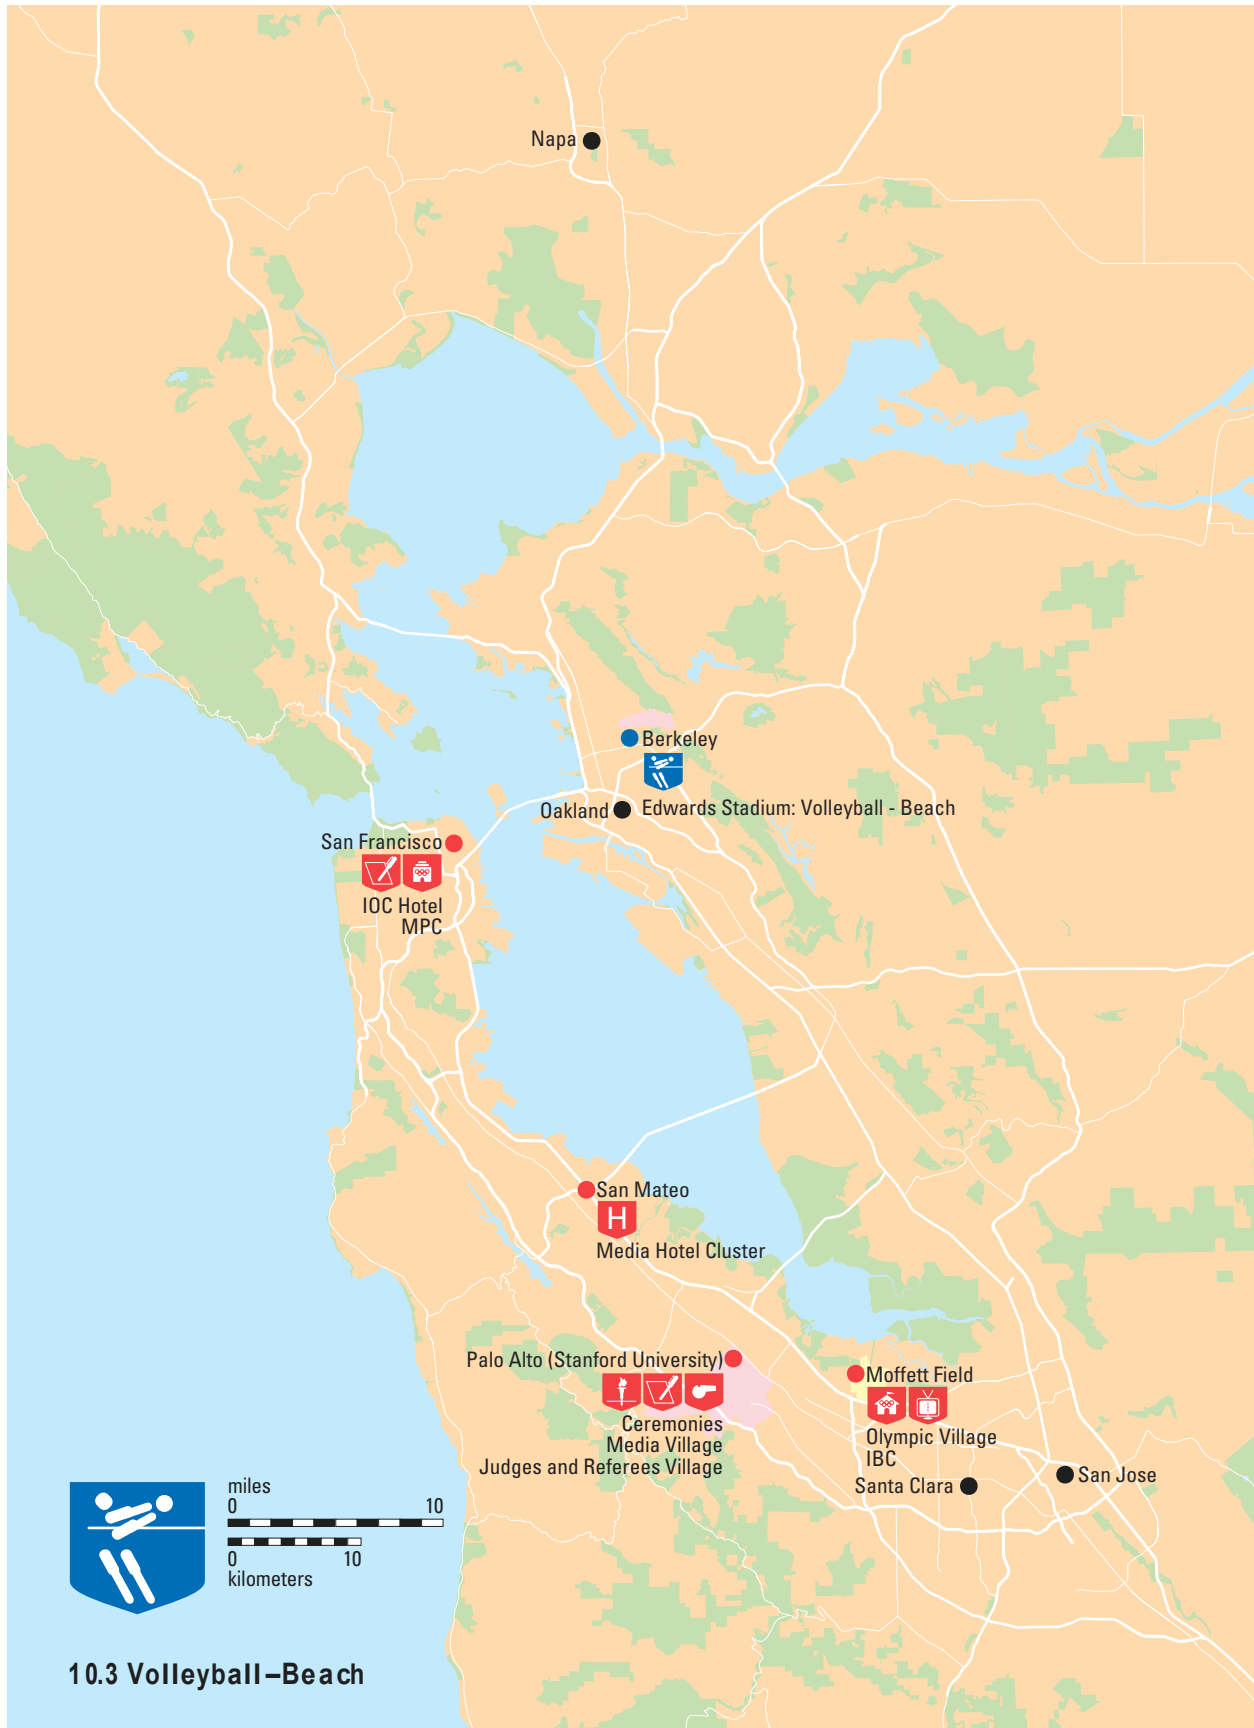 Napa
Berkeley
Oakland
Edwards Stadium: Volleyball - Beach
San Francisco
IOC Hotel
MPC
San Mateo
H
Media Hotel Cluster
Palo Alto (Stanford University)
Ceremonies
Media Village
Judges and Referees Village
Moffett Field
Olympic Village
IBC
Santa Clara
San Jose
miles
0 10
0 10
kilometers
10.3 Volleyball–Beach